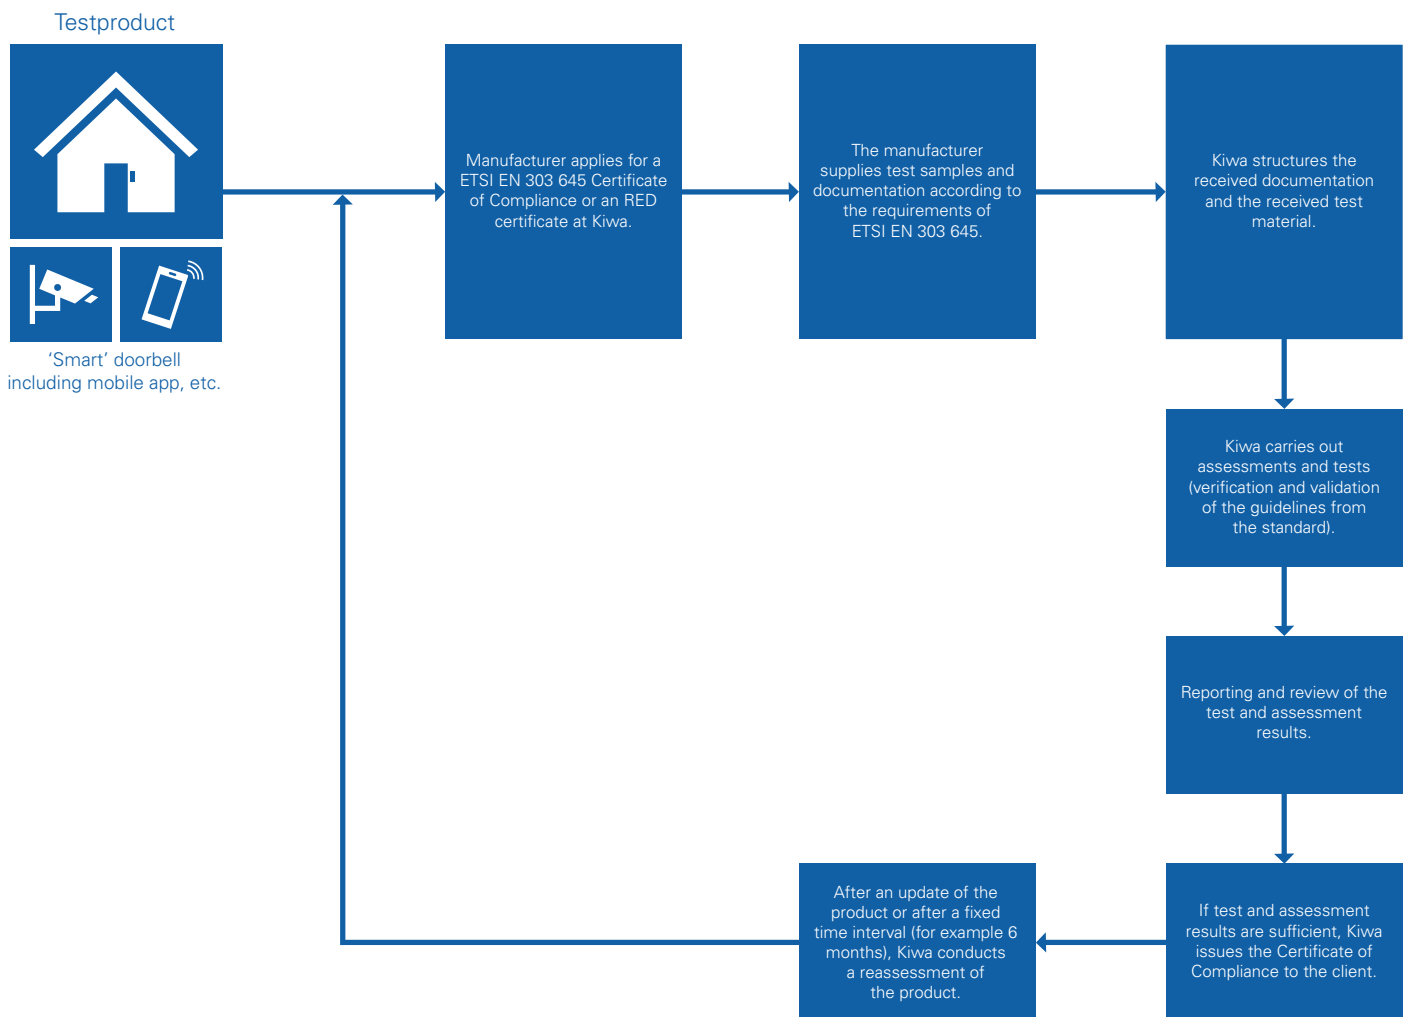 Testproduct
‘Smart’ doorbell
including mobile app, etc.
Manufacturer applies for a
ETSI EN 303 645 Certificate
of Compliance or an RED
certificate at Kiwa.
The manufacturer
supplies test samples and
documentation according to
the requirements of
ETSI EN 303 645.
Kiwa structures the
received documentation
and the received test
material.
Kiwa carries out
assessments and tests
(verification and validation
of the guidelines from
the standard).
Reporting and review of the
test and assessment
results.
If test and assessment
results are sufficient, Kiwa
issues the Certificate of
Compliance to the client.
After an update of the
product or after a fixed
time interval (for example 6
months), Kiwa conducts
a reassessment of
the product.